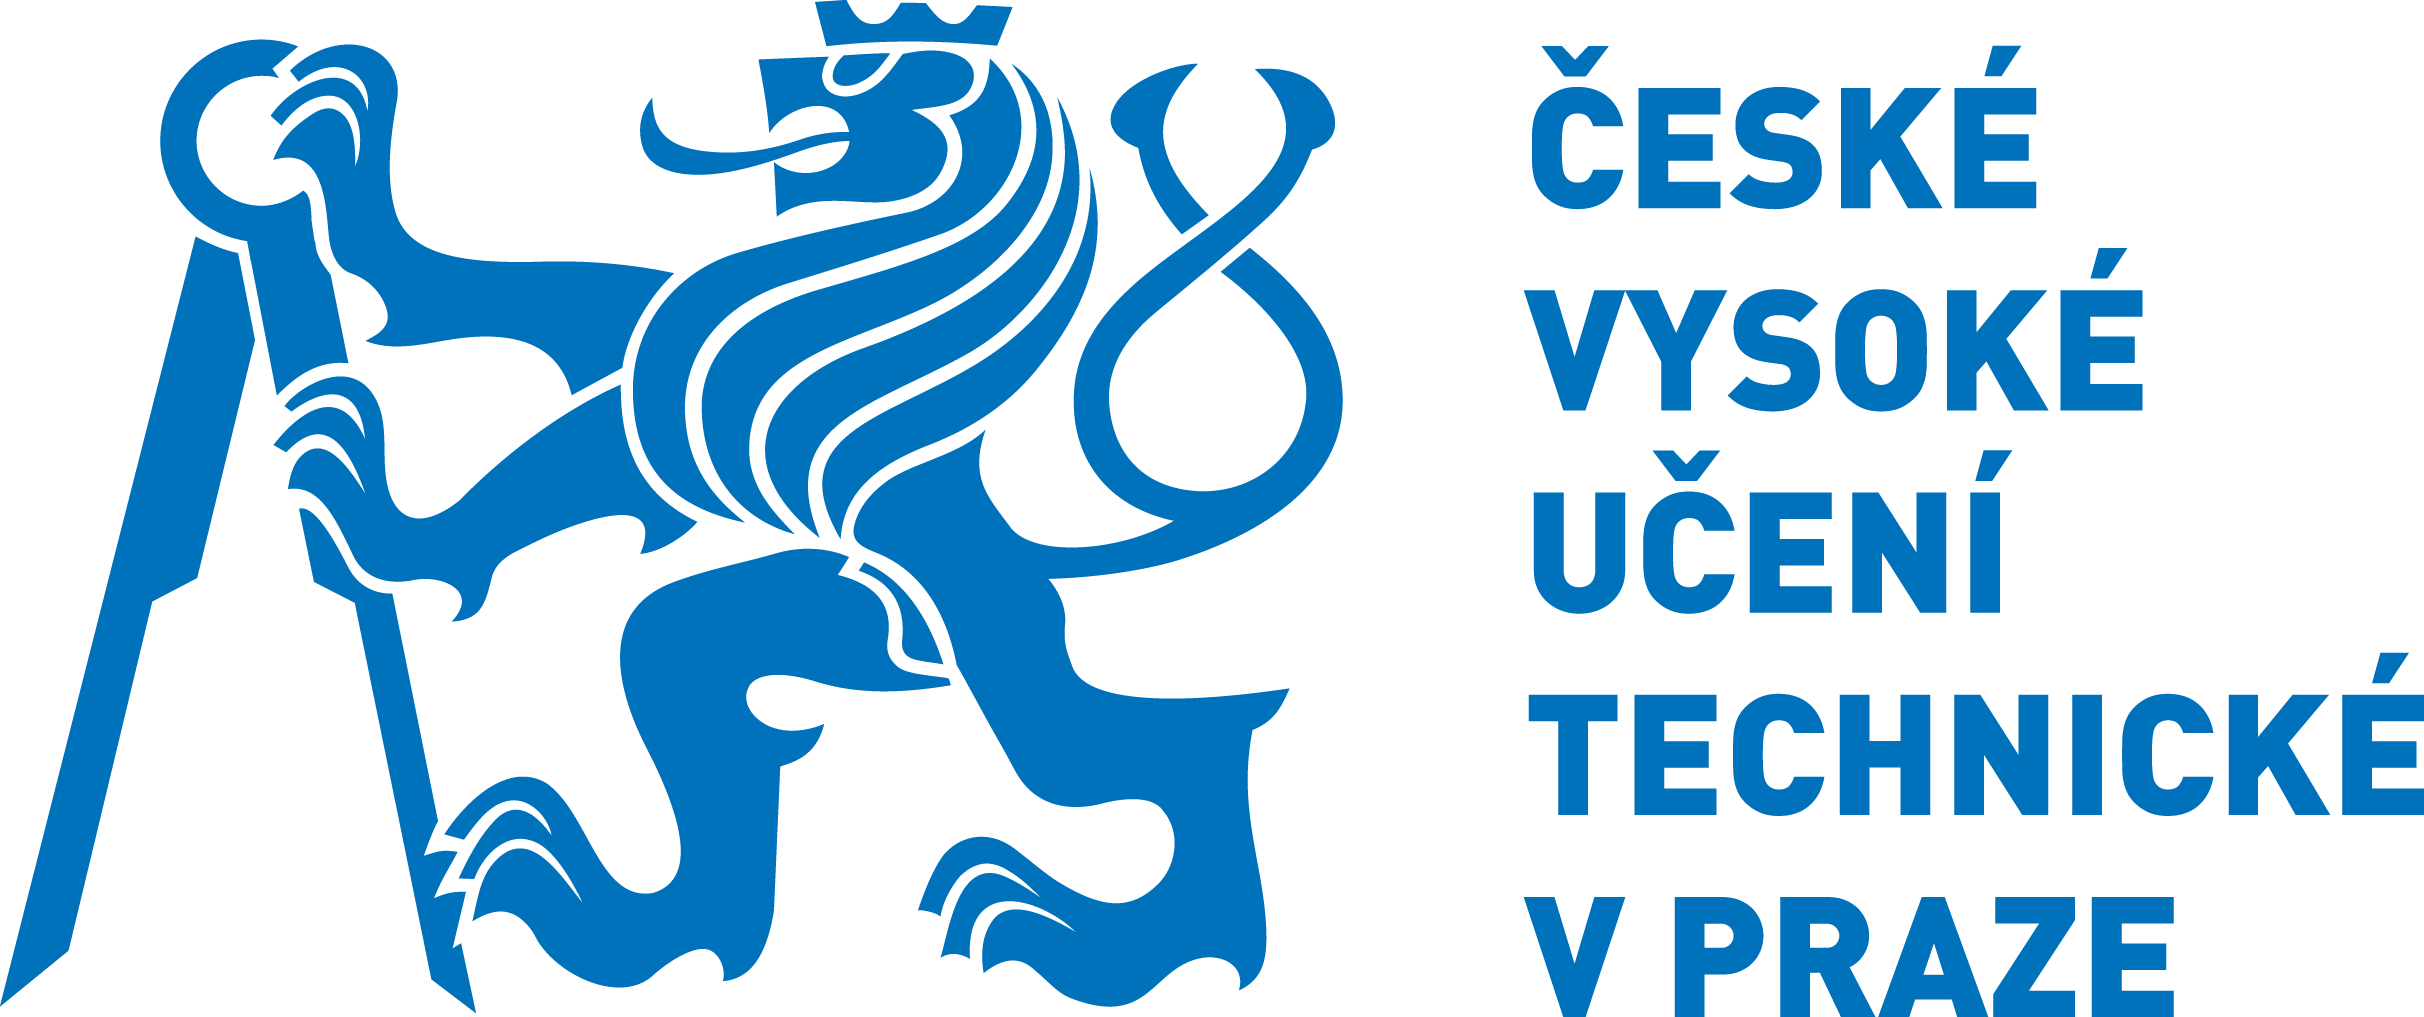 ČESKÉ
VYSOKÉ
UČENÍ
TECHNICKÉ
V PRAZE